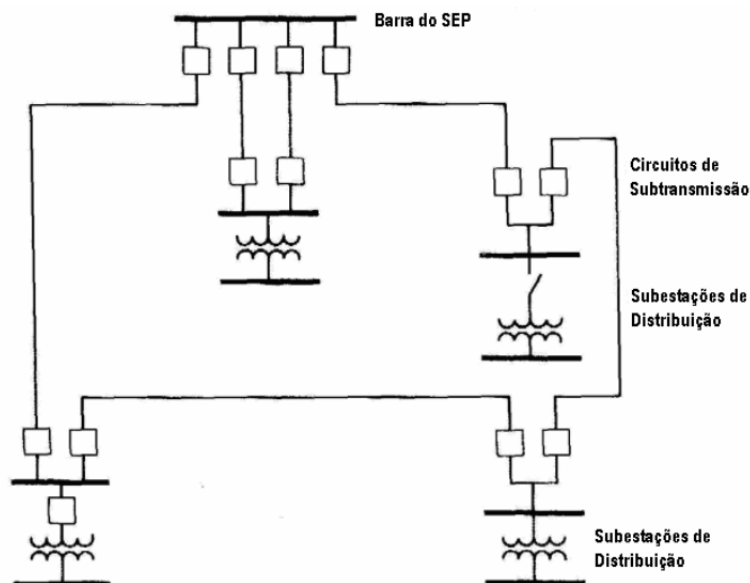 Barra do SEP
Circuitos de
Subtransmissão
Subestações de
Distribuição
Subestações de
Distribuição